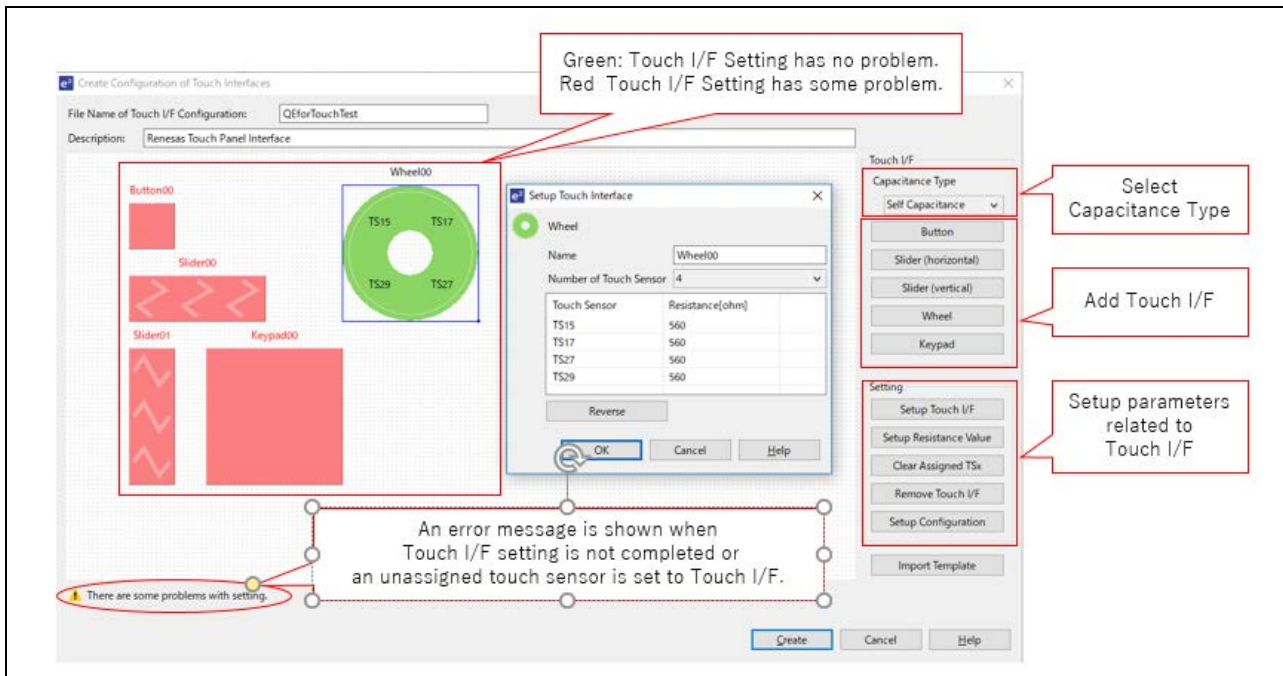 Green: Touch I/F Setting has no problem.
Red  Touch I/F Setting has some problem.
Create Configuration of Touch Interfaces
File Name of Touch I/F Configuration: QEforTouchTest
Description: Renesas Touch Panel Interface
Button00
Slider00
Slider01
Keypad00
Wheel00
TS15 TS17
TS29 TS27
Setup Touch Interface
Wheel
Name Wheel00
Number of Touch Sensor 4
Touch Sensor Resistance[ohm]
TS15 560
TS17 560
TS27 560
TS29 560
Reverse
OK Cancel Help
Touch I/F
Capacitance Type
Self Capacitance
Button
Slider (horizontal)
Slider (vertical)
Wheel
Keypad
Setting
Setup Touch I/F
Setup Resistance Value
Clear Assigned TSx
Remove Touch I/F
Setup Configuration
Import Template
Select
Capacitance Type
Add Touch I/F
Setup parameters
related to
Touch I/F
An error message is shown when
Touch I/F setting is not completed or
an unassigned touch sensor is set to Touch I/F.
There are some problems with setting.
Create Cancel Help